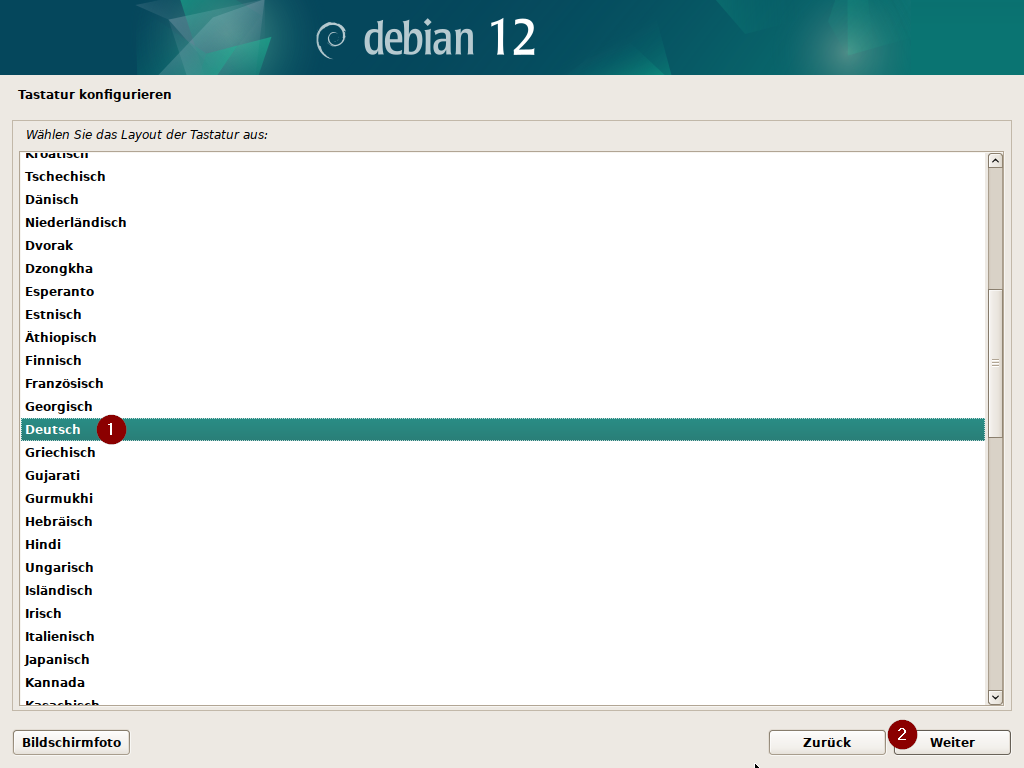 debian 12
Tastatur konfigurieren
Wählen Sie das Layout der Tastatur aus:
Kroatisch
Tschechisch
Dänisch
Niederländisch
Dvorak
Dzongkha
Esperanto
Estnisch
Äthiopisch
Finnisch
Französisch
Georgisch
Deutsch 1
Griechisch
Gujarati
Gurmukhi
Hebräisch
Hindi
Ungarisch
Isländisch
Irisch
Italienisch
Japanisch
Kannada
Kasachisch
Bildschirmfoto Zurück 2 Weiter